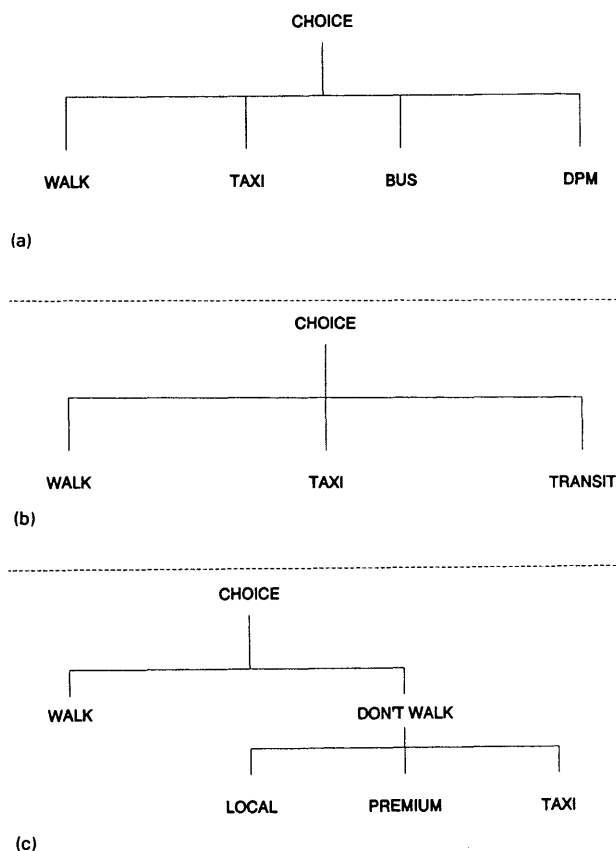 CHOICE
WALK TAXI BUS DPM
(a)
CHOICE
WALK TAXI TRANSIT
(b)
CHOICE
WALK DON'T WALK
LOCAL PREMIUM TAXI
(c)